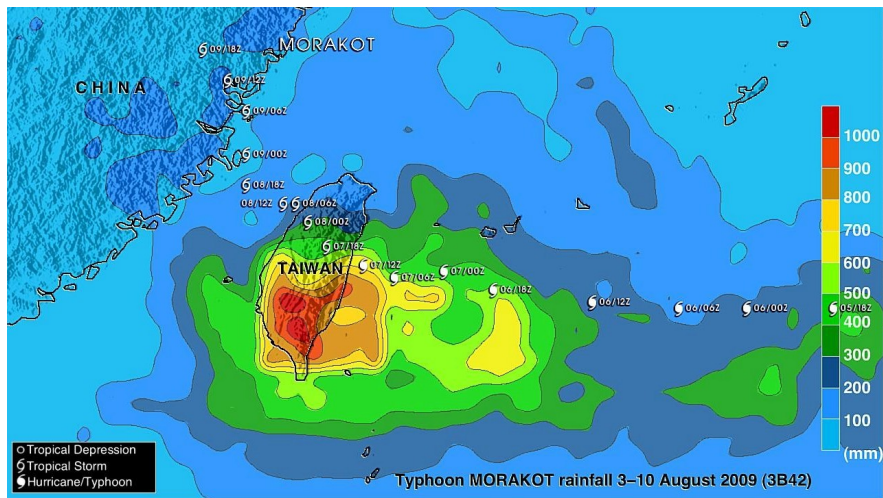 MORAKOT
09/18Z
CHINA
09/12Z
09/06Z
1000
09/00Z
900
08/18Z
800
08/12Z
08/06Z
08/00Z
700
07/18Z
TAIWAN
07/12Z
07/06Z
07/00Z
600
06/18Z
06/12Z
06/06Z
06/00Z
05/18Z
500
400
300
200
100
(mm)
Tropical Depression
Tropical Storm
Hurricane/Typhoon
Typhoon MORAKOT rainfall 3–10 August 2009 (3B42)